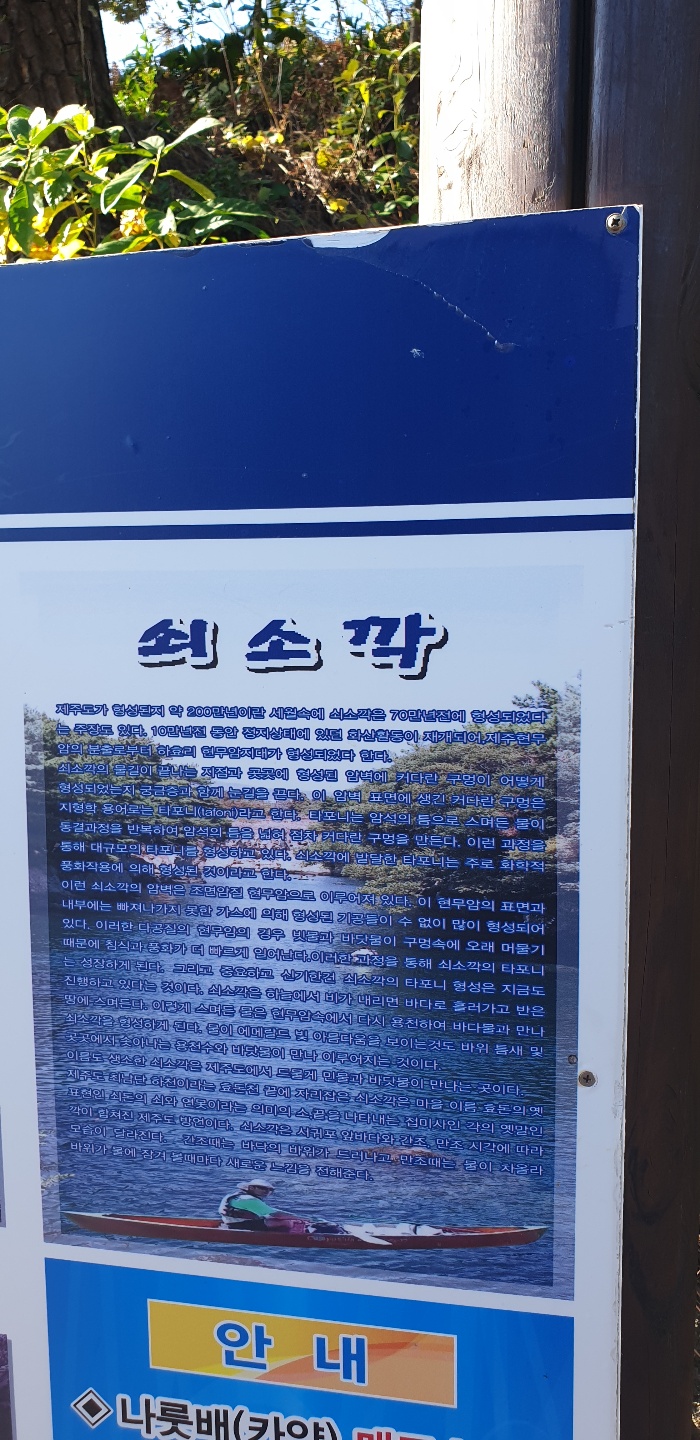 쇠소깍
제주도가 형성된지 약 200만년이란 세월속에 쇠소깍은 70만년전에 형성되었다
는 주장도 있다. 10만년전 동안 정지상태에 있던 화산활동이 재개되어,제주현무
암의 분출로부터 하효리 현무암지대가 형성되었다 한다.
쇠소깍의 물길이 끝나는 지점과 곳곳에 형성된 암벽에 커다란 구멍이 어떻게
형성되었는지 궁금증과 함께 눈길을 끈다. 이 암벽 표면에 생긴 커다란 구멍은
지형학 용어로는 타포니(tafoni)라고 한다. 타포니는 암석의 틈으로 스며든 물이
동결과정을 반복하여 암석의 틈을 넓혀 점차 커다란 구멍을 만든다. 이런 과정을
통해 대규모의 타포니를 형성하고 있다. 쇠소깍에 발달한 타포니는 주로 화학적
풍화작용에 의해 형성된 것이라고 한다.
이런 쇠소깍의 암벽은 조면암질 현무암으로 이루어져 있다. 이 현무암의 표면과
내부에는 빠져나가지 못한 가스에 의해 형성된 기공들이 수 없이 많이 형성되어
있다. 이러한 다공질의 현무암의 경우 빗물과 바닷물이 구멍속에 오래 머물기
때문에 침식과 풍화가 더 빠르게 일어난다.이러한 과정을 통해 쇠소깍의 타포니
는 성장하게 된다. 그리고 중요하고 신기한건 쇠소깍의 타포니 형성은 지금도
진행하고 있다는 것이다. 쇠소깍은 하늘에서 비가 내리면 바다로 흘러가고 반은
땅에 스며든다. 이렇게 스며든 물은 현무암속에서 다시 용천하여 바다물과 만나
쇠소깍을 형성하게 된다. 물이 에메랄드 빛 아름다움을 보이는것도 바위 틈새 및
곳곳에서 솟아나는 용천수와 바닷물이 만나 이루어지는 것이다.
이름도 생소한 쇠소깍은 제주도에서 드물게 민물과 바닷물이 만나는 곳이다.
제주도 최남단 하천이라는 효돈천 끝에 자리잡은 쇠소깍은 마을 이름 효돈의 옛
표현인 쇠돈의 쇠와 연못이라는 의미의 소,끝을 나타내는 접미사인 각의 옛말인
깍이 합쳐진 제주도 방언이다. 쇠소깍은 서귀포 앞바다와 간조, 만조 시각에 따라
모습이 달라진다. 간조때는 바닥의 바위가 드러나고, 만조때는 물이 차올라
바위가 물에 잠겨 볼때마다 새로운 느낌을 전해준다.
안 내
나룻배(카약)